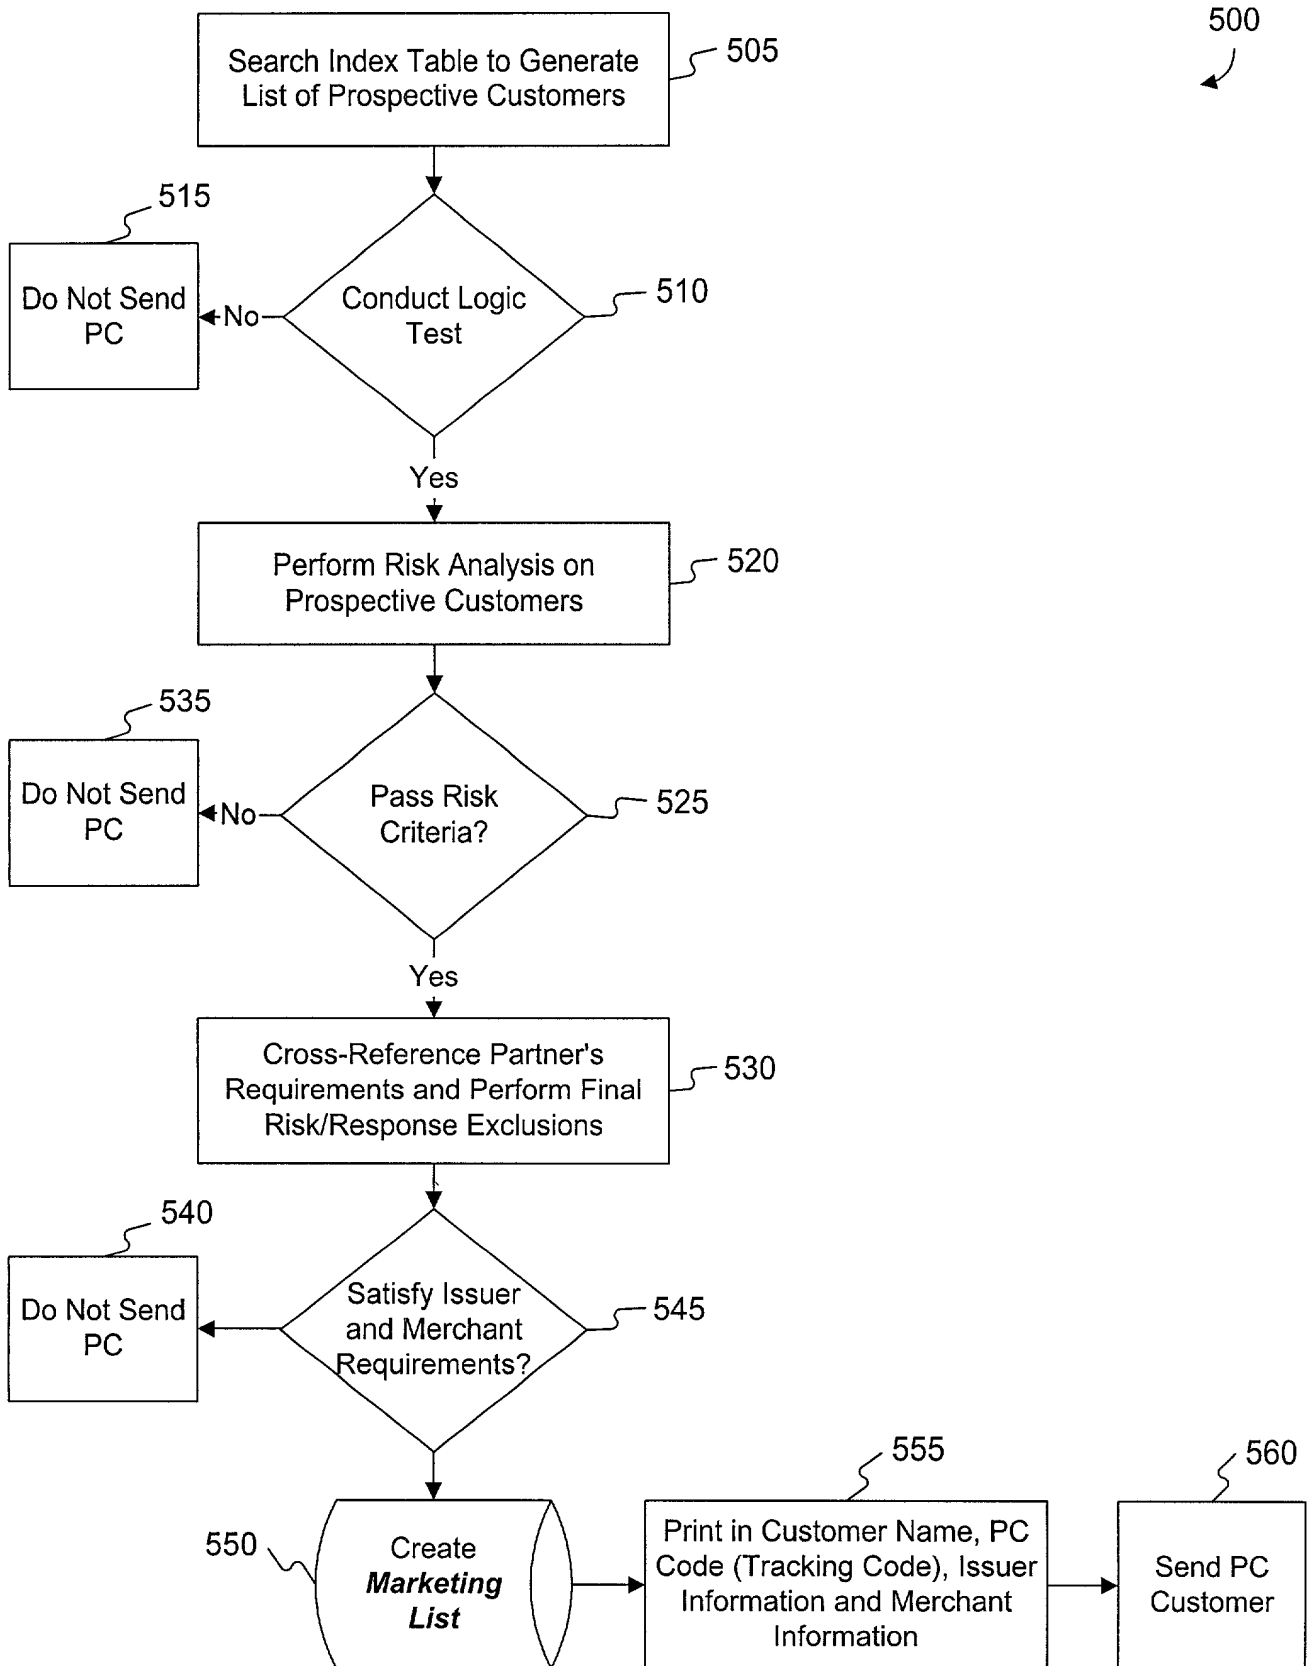 500
Search Index Table to Generate
List of Prospective Customers
505
515
Do Not Send
PC
No
Conduct Logic
Test
510
Yes
Perform Risk Analysis on
Prospective Customers
520
535
Do Not Send
PC
No
Pass Risk
Criteria?
525
Yes
Cross-Reference Partner's
Requirements and Perform Final
Risk/Response Exclusions
530
540
Do Not Send
PC
Satisfy Issuer
and Merchant
Requirements?
545
550
Create
Marketing
List
555
Print in Customer Name, PC
Code (Tracking Code), Issuer
Information and Merchant
Information
560
Send PC
Customer